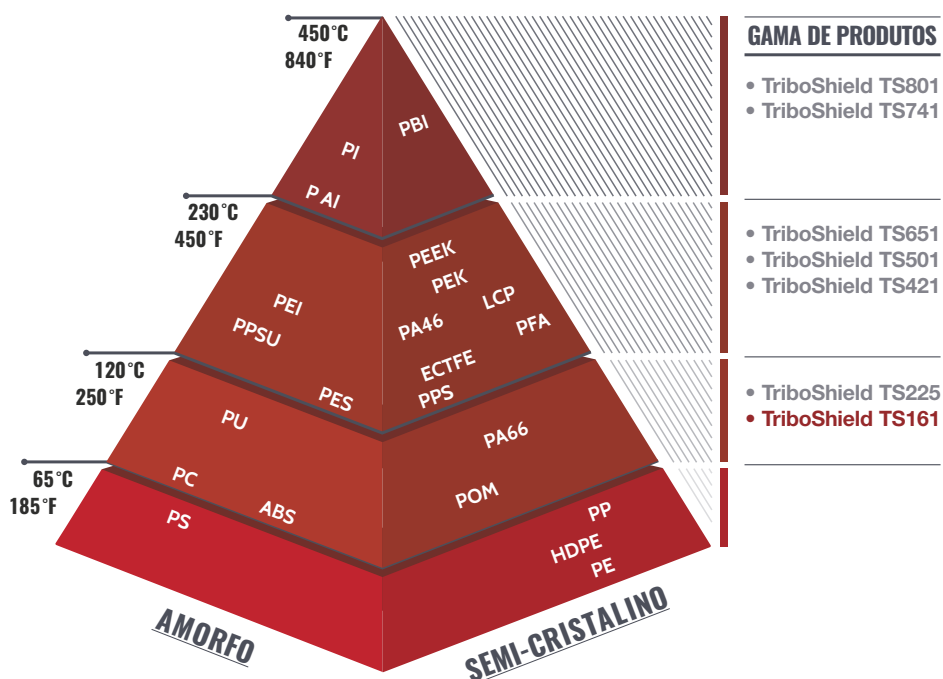 450°C
840°F
GAMA DE PRODUTOS
• TriboShield TS801
• TriboShield TS741
PBI
PI
P AI
230°C
450°F
• TriboShield TS651
• TriboShield TS501
• TriboShield TS421
PEEK
PEK
LCP
PEI
PA46
PFA
PPSU
ECTFE
PPS
PES
120°C
250°F
• TriboShield TS225
• TriboShield TS161
PU
PA66
PC
POM
ABS
65°C
185°F
PS
PP
HDPE
PE
AMORFO
SEMI-CRISTALINO